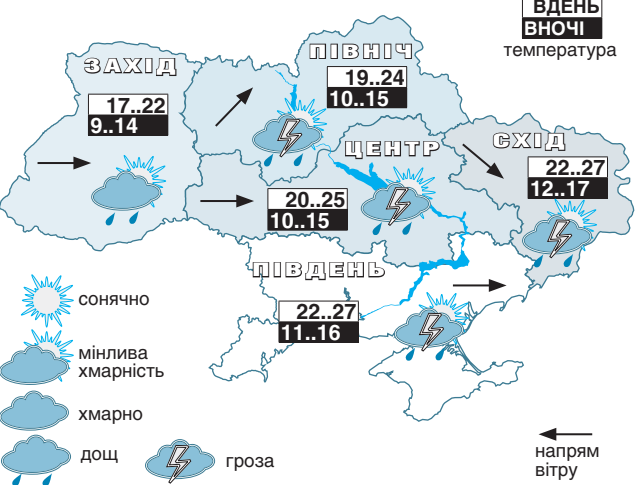 ВДЕНЬ
ВНОЧІ
температура
ПІВНІЧ
19..24
10..15
ЗАХІД
17..22
9..14
ЦЕНТР
20..25
10..15
СХІД
22..27
12..17
ПІВДЕНЬ
22..27
11..16
сонячно
мінлива
хмарність
хмарно
дощ
гроза
напрям
вітру